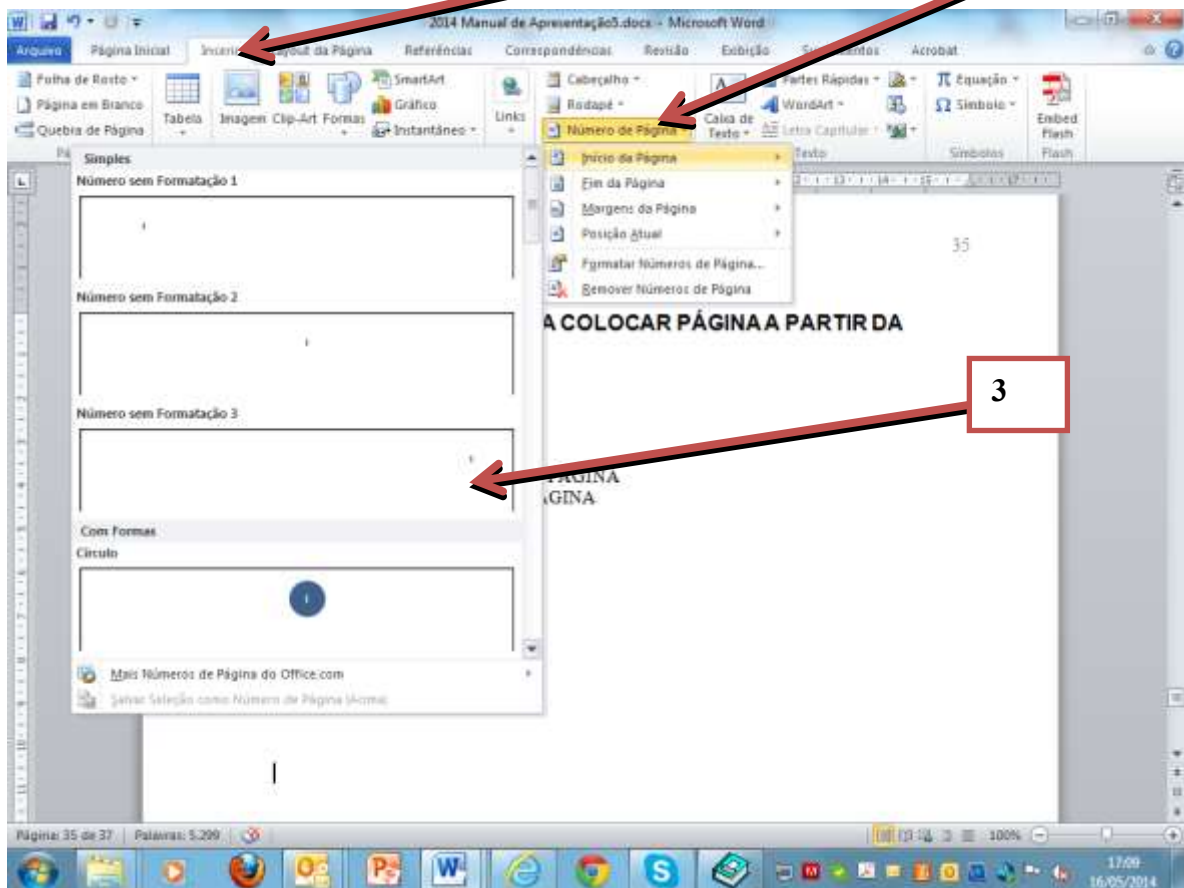 2014 Manual de Apresentação5.docx - Microsoft Word
Arquivo Página Inicial Layout da Página Referências Correspondências Revisão Exibição Acrobat
Folha de Rosto
Página em Branco
Quebra de Página
Tabela
Imagem Clip-Art Formas
SmartArt
Gráfico
Instantâneo
Links
Cabeçalho
Rodapé
Número de Página
Caixa de
Texto
Partes Rápidas
WordArt
Letra Capitular
Equação
Símbolo
Embed
Flash
Texto
Símbolos
Flash
Simples
Número sem Formatação 1
Número sem Formatação 2
Número sem Formatação 3
Com Formas
Círculo
Mais Números de Página do Office.com
Salvar Seleção como Número de Página
Início da Página
Fim da Página
Margens da Página
Posição Atual
Formatar Números de Página...
Remover Números de Página
35
A COLOCAR PÁGINA A PARTIR DA
3
PÁGINA
Página: 35 de 37 Palavras: 5.299 100%
17:09
16/05/2014